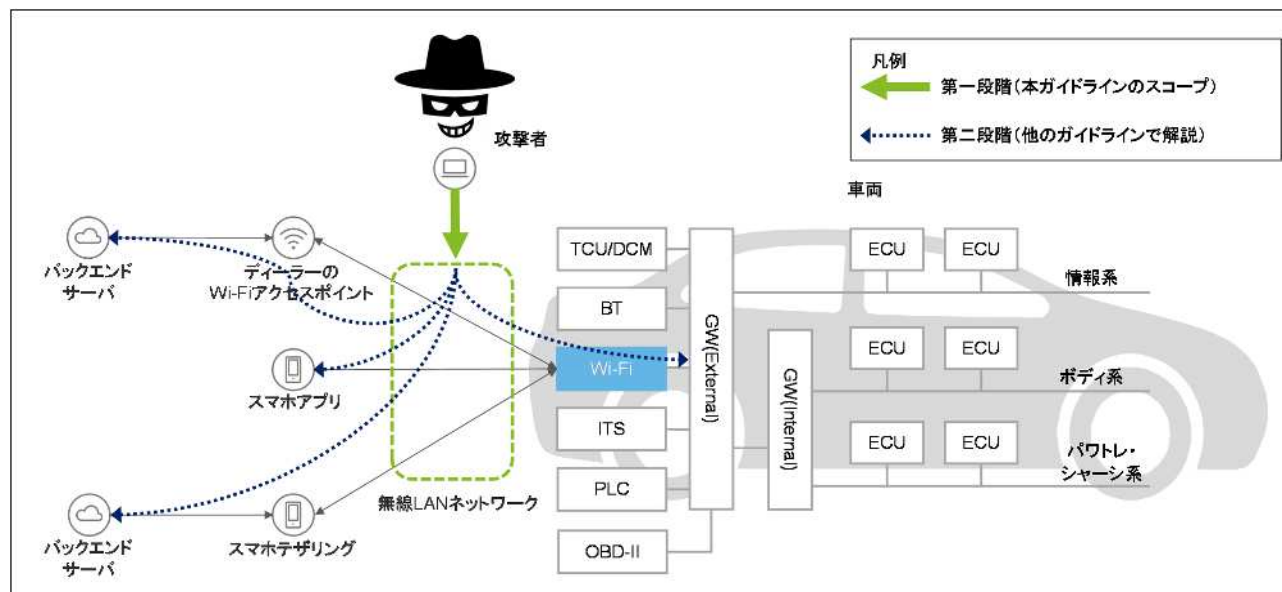 凡例
第一段階(本ガイドラインのスコープ)
第二段階(他のガイドラインで解説)
攻撃者
車両
バックエンド
サーバ
ディーラーの
Wi-Fiアクセスポイント
スマホアプリ
バックエンド
サーバ
スマホテザリング
無線LANネットワーク
TCU/DCM
BT
Wi-Fi
ITS
PLC
OBD-II
GW(External)
GW(Internal)
ECU
ECU
情報系
ECU
ECU
ボディ系
ECU
ECU
パワトレ・
シャーシ系